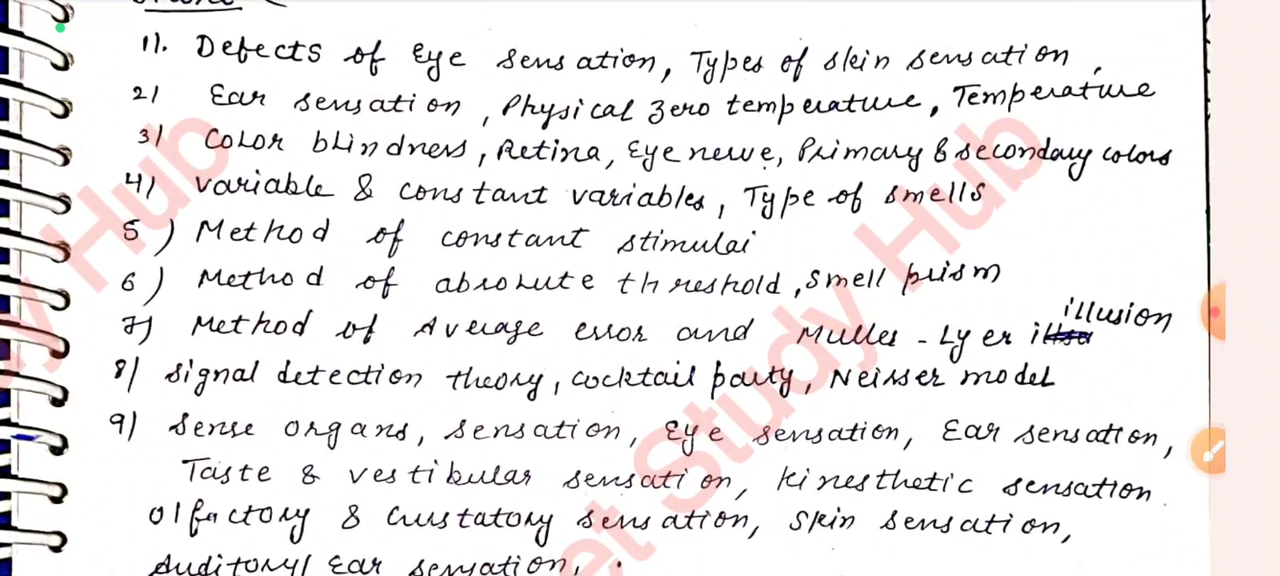 1). Defects of Eye sensation, Types of skin sensation,
2) Ear sensation, Physical zero temperature, Temperature
3) Color blindness, Retina, Eye nerve, Primary & secondary colors
4) variable & constant variables, Type of smells
5) Method of constant stimulai
6) Method of absolute threshold, smell prism
7) Method of Average error and Muller-Lyer illusion
8) signal detection theory, cocktail party, Neisser model
9) Sense organs, sensation, Eye sensation, Ear sensation,
Taste & vestibular sensation, kinesthetic sensation.
olfactory & Gustatory sensation, skin sensation,
Auditory/ Ear sensation,
Hub
et Study Hub